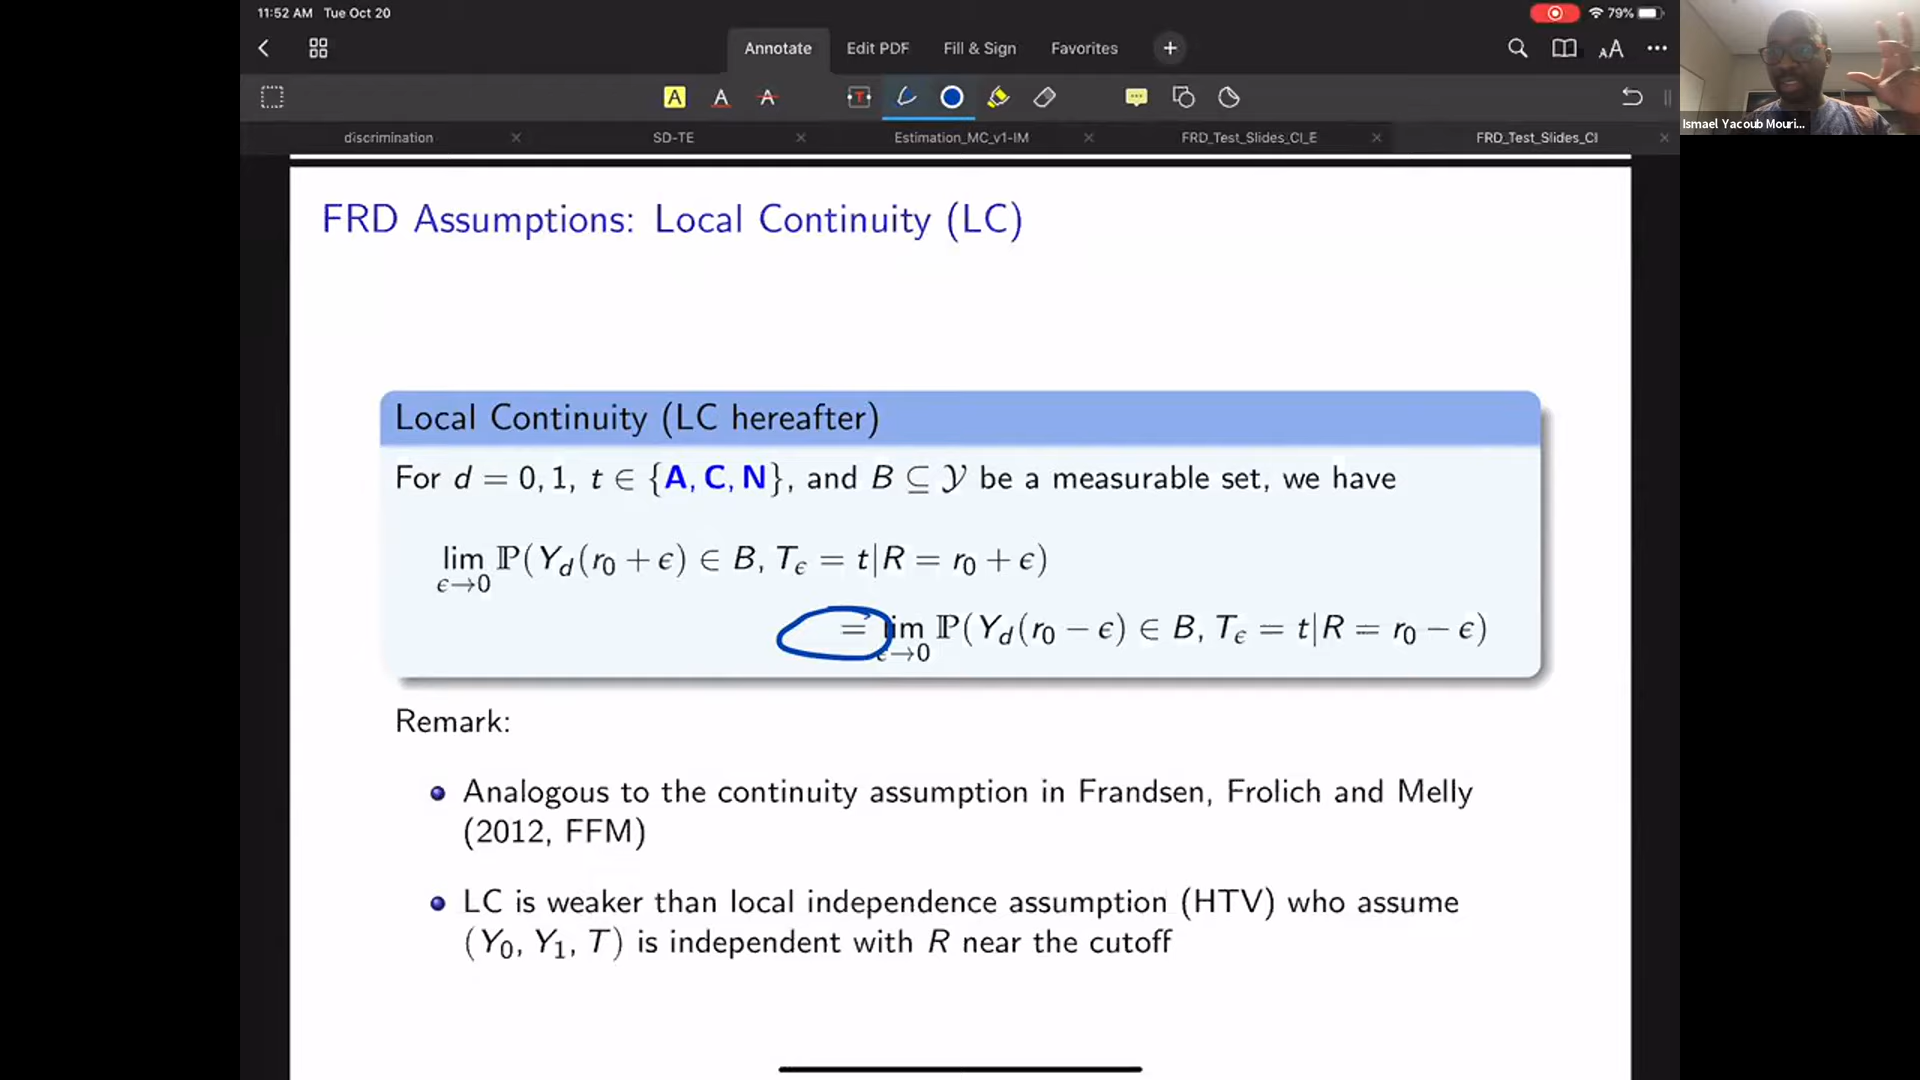 11:52 AM Tue Oct 20
79%
Annotate Edit PDF Fill & Sign Favorites
discrimination SD-TE Estimation_MC_v1-IM FRD_Test_Slides_CI_E FRD_Test_Slides_CI
Ismael Yacoub Mouri...
FRD Assumptions: Local Continuity (LC)
Local Continuity (LC hereafter)
For d = 0, 1, t ∈ {A, C, N}, and B ⊆ 𝒴 be a measurable set, we have
lim ℙ(Y_d(r_0 + ϵ) ∈ B, T_ϵ = t|R = r_0 + ϵ)
ϵ→0
= lim ℙ(Y_d(r_0 − ϵ) ∈ B, T_ϵ = t|R = r_0 − ϵ)
ϵ→0
Remark:
Analogous to the continuity assumption in Frandsen, Frolich and Melly
(2012, FFM)
LC is weaker than local independence assumption (HTV) who assume
(Y_0, Y_1, T) is independent with R near the cutoff